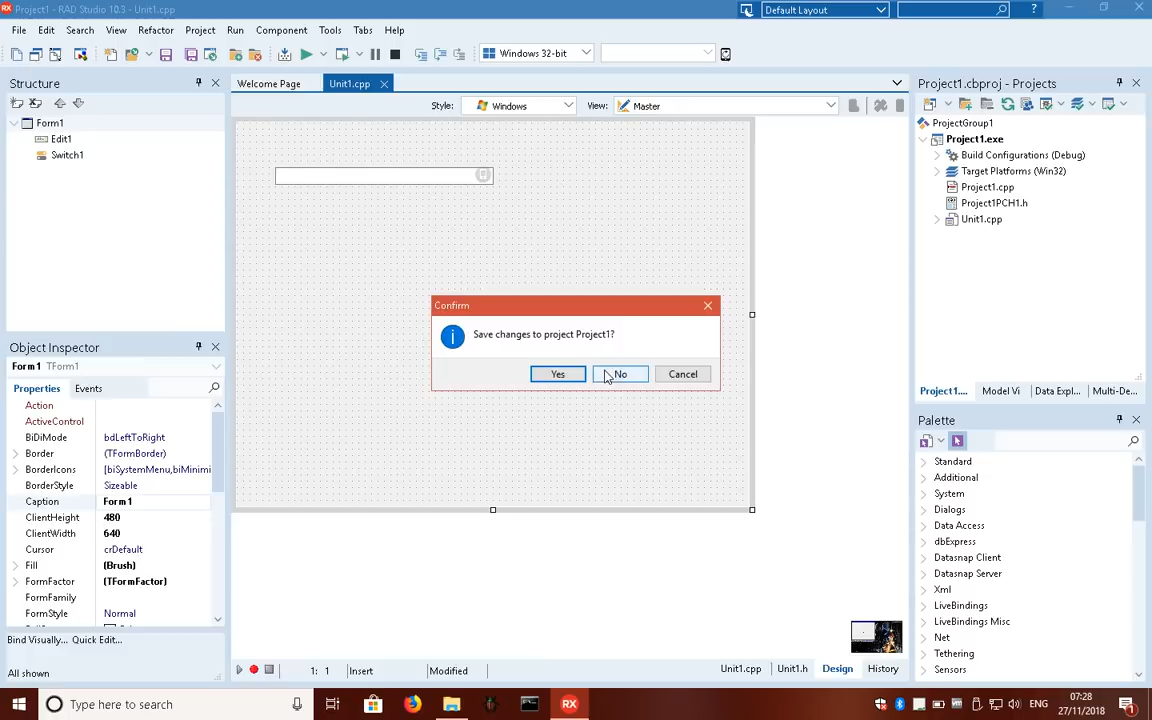 Project1 - RAD Studio 10.3 - Unit1.cpp
Default Layout
?
File Edit Search View Refactor Project Run Component Tools Tabs Help
Windows 32-bit
Structure
Welcome Page Unit1.cpp
Project1.cbproj - Projects
Style: Windows View: Master
Form1
Edit1
Switch1
ProjectGroup1
Project1.exe
Build Configurations (Debug)
Target Platforms (Win32)
Project1.cpp
Project1PCH1.h
Unit1.cpp
Confirm
Save changes to project Project1?
Yes No Cancel
Object Inspector
Form1 TForm1
Properties Events
Action
ActiveControl
BiDiMode bdLeftToRight
Border (TFormBorder)
BorderIcons [biSystemMenu,biMinimi
BorderStyle Sizeable
Caption Form1
ClientHeight 480
ClientWidth 640
Cursor crDefault
Fill (Brush)
FormFactor (TFormFactor)
FormFamily
FormStyle Normal
Bind Visually... Quick Edit...
All shown
Project1.... Model Vi Data Expl... Multi-De...
Palette
Standard
Additional
System
Dialogs
Data Access
dbExpress
Datasnap Client
Datasnap Server
Xml
LiveBindings
LiveBindings Misc
Net
Tethering
Sensors
1: 1 Insert Modified Unit1.cpp Unit1.h Design History
Type here to search
RX
ENG
07:28
27/11/2018
1